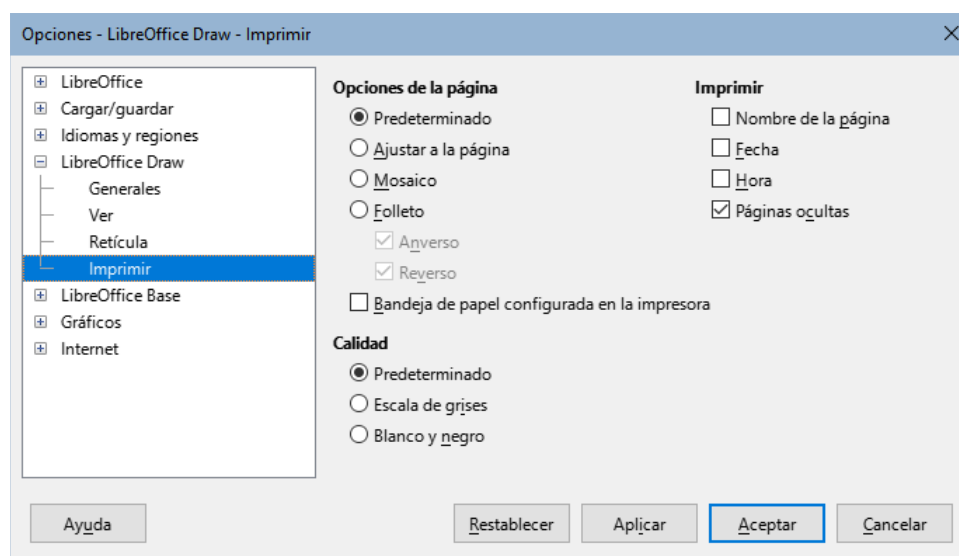 Opciones - LibreOffice Draw - Imprimir
LibreOffice
Cargar/guardar
Idiomas y regiones
LibreOffice Draw
Generales
Ver
Retícula
Imprimir
LibreOffice Base
Gráficos
Internet
Opciones de la página
Predeterminado
Ajustar a la página
Mosaico
Folleto
Anverso
Reverso
Bandeja de papel configurada en la impresora
Calidad
Predeterminado
Escala de grises
Blanco y negro
Imprimir
Nombre de la página
Fecha
Hora
Páginas ocultas
Ayuda
Restablecer
Aplicar
Aceptar
Cancelar